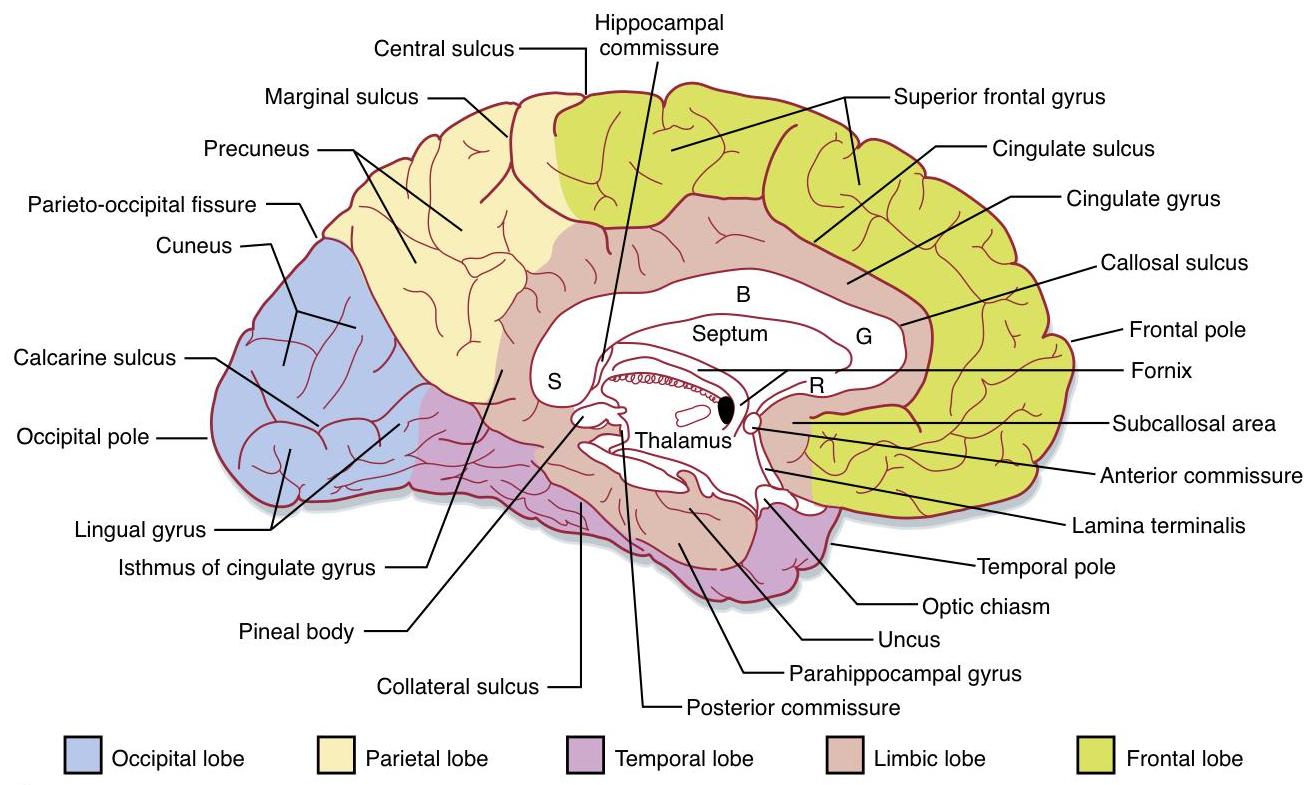 Hippocampal
commissure
Central sulcus
Marginal sulcus
Precuneus
Parieto-occipital fissure
Cuneus
Calcarine sulcus
Occipital pole
Lingual gyrus
Isthmus of cingulate gyrus
Pineal body
Collateral sulcus
Superior frontal gyrus
Cingulate sulcus
Cingulate gyrus
Callosal sulcus
Frontal pole
Fornix
Subcallosal area
Anterior commissure
Lamina terminalis
Temporal pole
Optic chiasm
Uncus
Parahippocampal gyrus
Posterior commissure
B
Septum
G
S
R
Thalamus
Occipital lobe
Parietal lobe
Temporal lobe
Limbic lobe
Frontal lobe